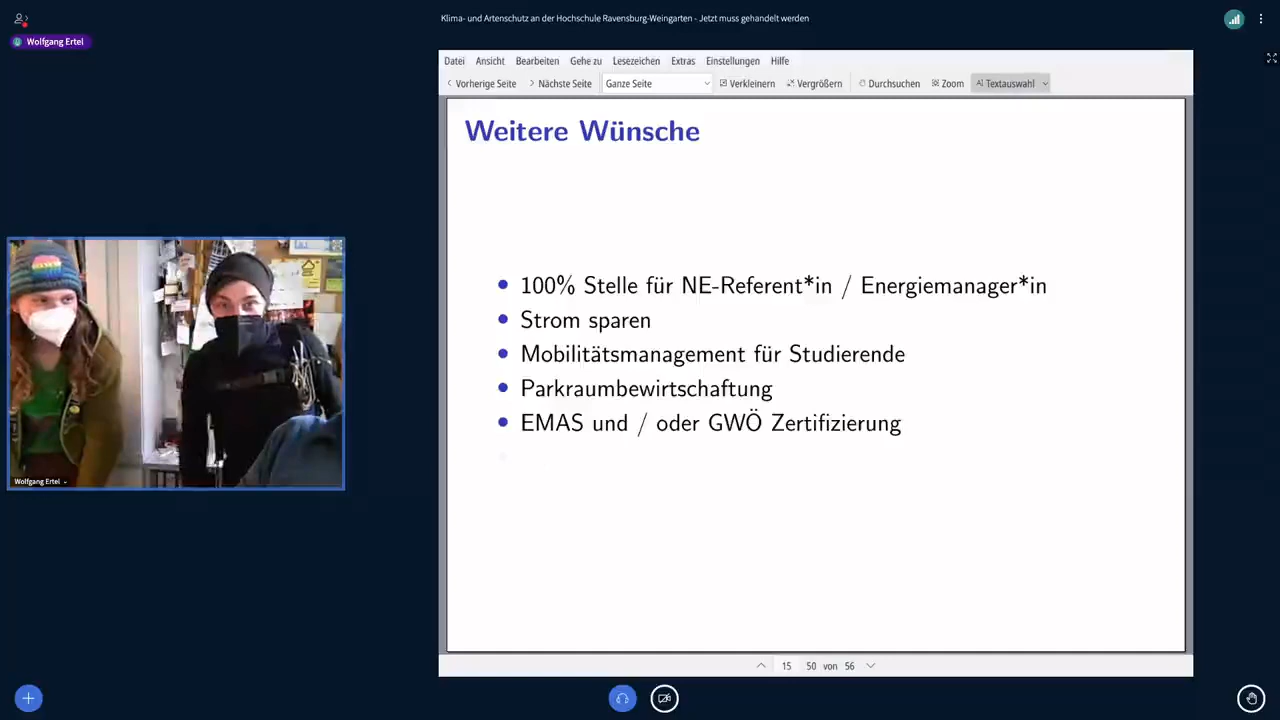 Klima- und Artenschutz an der Hochschule Ravensburg-Weingarten - Jetzt muss gehandelt werden
Wolfgang Ertel
Datei Ansicht Bearbeiten Gehe zu Lesezeichen Extras Einstellungen Hilfe
Vorherige Seite Nächste Seite Ganze Seite Verkleinern Vergrößern Durchsuchen Zoom Textauswahl
Weitere Wünsche
100% Stelle für NE-Referent*in / Energiemanager*in
Strom sparen
Mobilitätsmanagement für Studierende
Parkraumbewirtschaftung
EMAS und / oder GWÖ Zertifizierung
Wolfgang Ertel
15 50 von 56